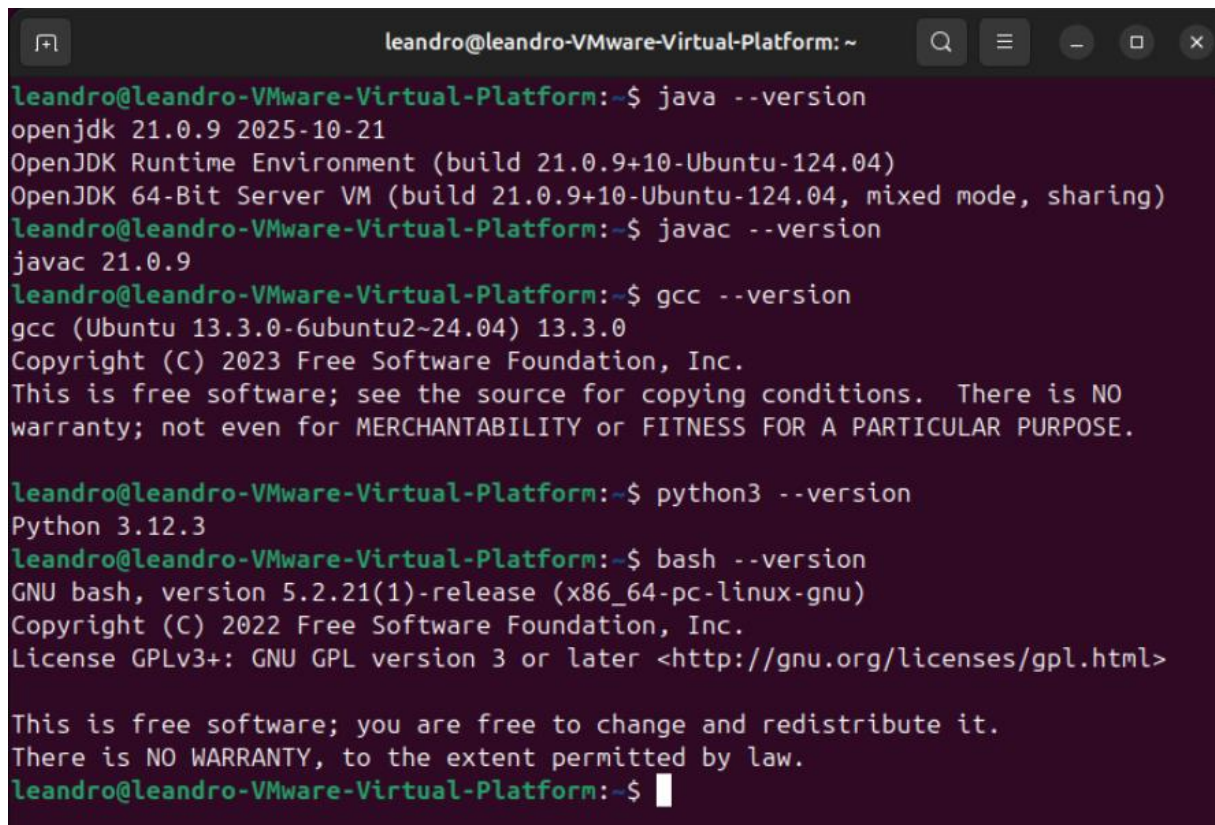 leandro@leandro-VMware-Virtual-Platform: ~
leandro@leandro-VMware-Virtual-Platform:~$ java --version
openjdk 21.0.9 2025-10-21
OpenJDK Runtime Environment (build 21.0.9+10-Ubuntu-124.04)
OpenJDK 64-Bit Server VM (build 21.0.9+10-Ubuntu-124.04, mixed mode, sharing)
leandro@leandro-VMware-Virtual-Platform:~$ javac --version
javac 21.0.9
leandro@leandro-VMware-Virtual-Platform:~$ gcc --version
gcc (Ubuntu 13.3.0-6ubuntu2~24.04) 13.3.0
Copyright (C) 2023 Free Software Foundation, Inc.
This is free software; see the source for copying conditions.  There is NO
warranty; not even for MERCHANTABILITY or FITNESS FOR A PARTICULAR PURPOSE.

leandro@leandro-VMware-Virtual-Platform:~$ python3 --version
Python 3.12.3
leandro@leandro-VMware-Virtual-Platform:~$ bash --version
GNU bash, version 5.2.21(1)-release (x86_64-pc-linux-gnu)
Copyright (C) 2022 Free Software Foundation, Inc.
License GPLv3+: GNU GPL version 3 or later <http://gnu.org/licenses/gpl.html>

This is free software; you are free to change and redistribute it.
There is NO WARRANTY, to the extent permitted by law.
leandro@leandro-VMware-Virtual-Platform:~$